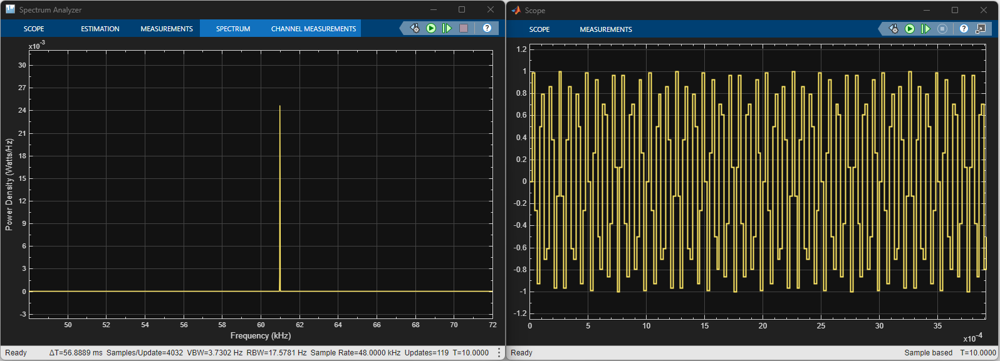 Spectrum Analyzer
SCOPE ESTIMATION MEASUREMENTS SPECTRUM CHANNEL MEASUREMENTS ?
x10-3
30
27
24
21
18
15
12
9
6
3
0
-3
Power Density (Watts/Hz)
50 52 54 56 58 60 62 64 66 68 70 72
Frequency (kHz)
Ready ΔT=56.8889 ms Samples/Update=4032 VBW=3.7302 Hz RBW=17.5781 Hz Sample Rate=48.0000 kHz Updates=119 T=10.0000
Scope
SCOPE MEASUREMENTS ?
1.2
1
0.8
0.6
0.4
0.2
0
-0.2
-0.4
-0.6
-0.8
-1
-1.2
0 5 10 15 20 25 30 35
x10-4
Ready Sample based T=10.0000